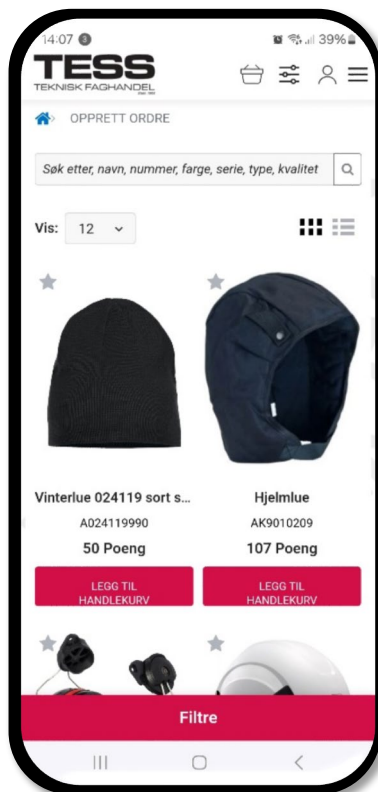 14:07
39%
TESS
TEKNISK FAGHANDEL
OPPRETT ORDRE
Søk etter, navn, nummer, farge, serie, type, kvalitet
Vis: 12
Vinterlue 024119 sort s...
A024119990
50 Poeng
LEGG TIL
HANDLEKURV
Hjelmlue
AK9010209
107 Poeng
LEGG TIL
HANDLEKURV
Filtre